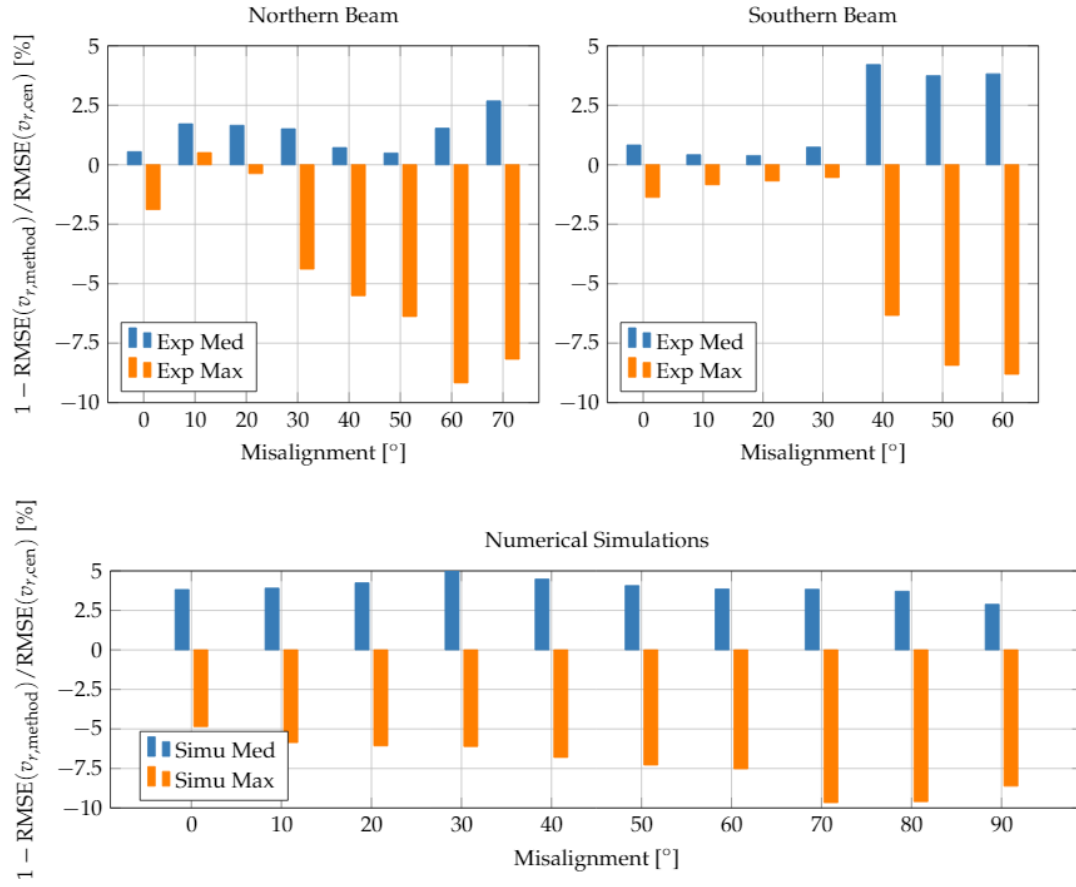 Northern Beam
Southern Beam
1 − RMSE(v_{r,method})/RMSE(v_{r,cen}) [%]
5
2.5
0
−2.5
−5
−7.5
−10
Exp Med
Exp Max
0 10 20 30 40 50 60 70
Misalignment [°]
5
2.5
0
−2.5
−5
−7.5
−10
Exp Med
Exp Max
0 10 20 30 40 50 60
Misalignment [°]
Numerical Simulations
1 − RMSE(v_{r,method})/RMSE(v_{r,cen}) [%]
5
2.5
0
−2.5
−5
−7.5
−10
Simu Med
Simu Max
0 10 20 30 40 50 60 70 80 90
Misalignment [°]